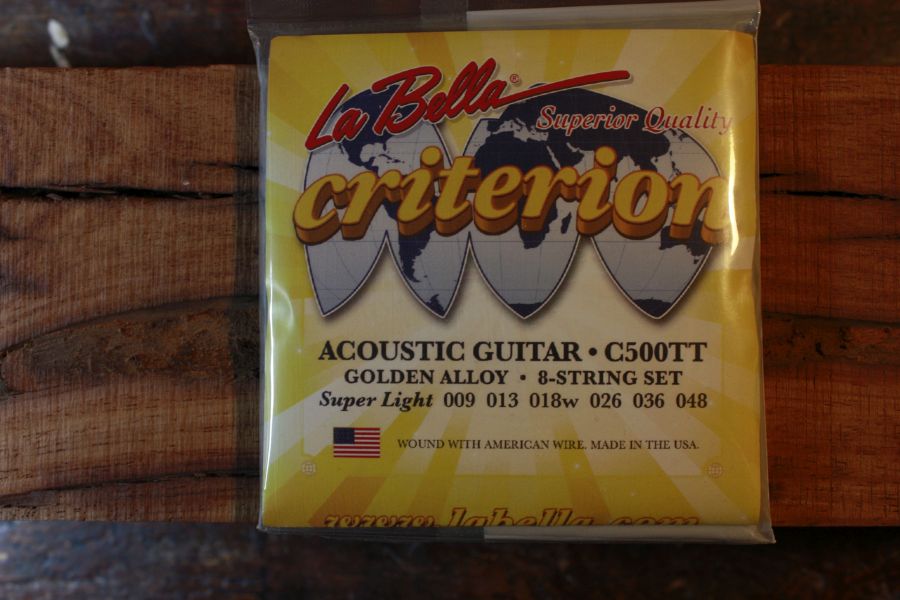 La Bella®
Superior Quality
criterion
ACOUSTIC GUITAR • C500TT
GOLDEN ALLOY • 8-STRING SET
Super Light 009 013 018w 026 036 048
WOUND WITH AMERICAN WIRE. MADE IN THE USA.
www.labella.com